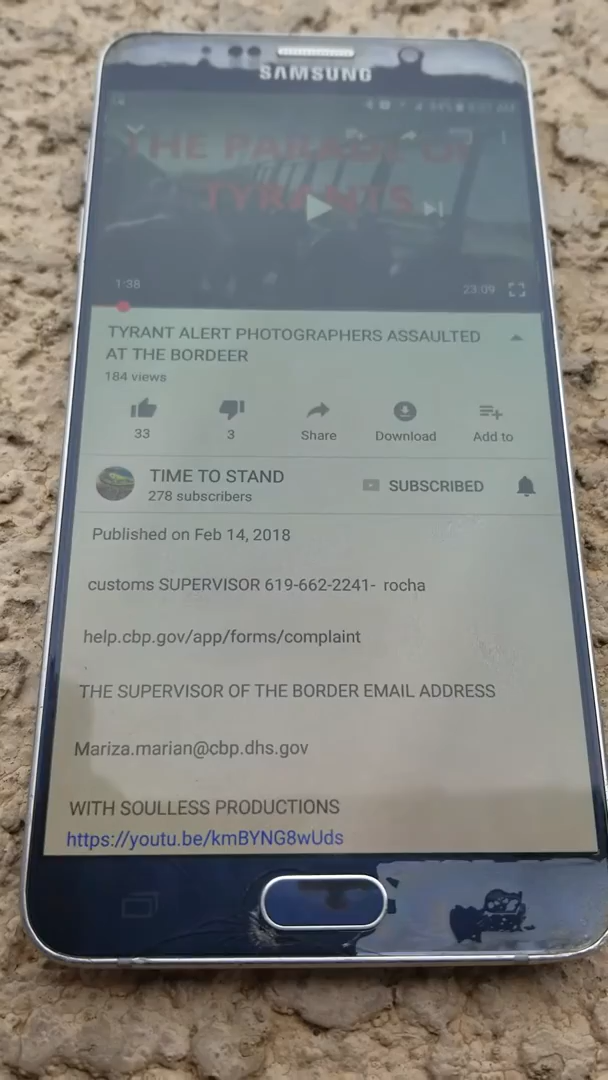 SAMSUNG
THE PARADE OF
TYRANTS
1:38
23:09
TYRANT ALERT PHOTOGRAPHERS ASSAULTED
AT THE BORDEER
184 views
33
3
Share
Download
Add to
TIME TO STAND
278 subscribers
SUBSCRIBED
Published on Feb 14, 2018
customs SUPERVISOR 619-662-2241- rocha
help.cbp.gov/app/forms/complaint
THE SUPERVISOR OF THE BORDER EMAIL ADDRESS
Mariza.marian@cbp.dhs.gov
WITH SOULLESS PRODUCTIONS
https://youtu.be/kmBYNG8wUds